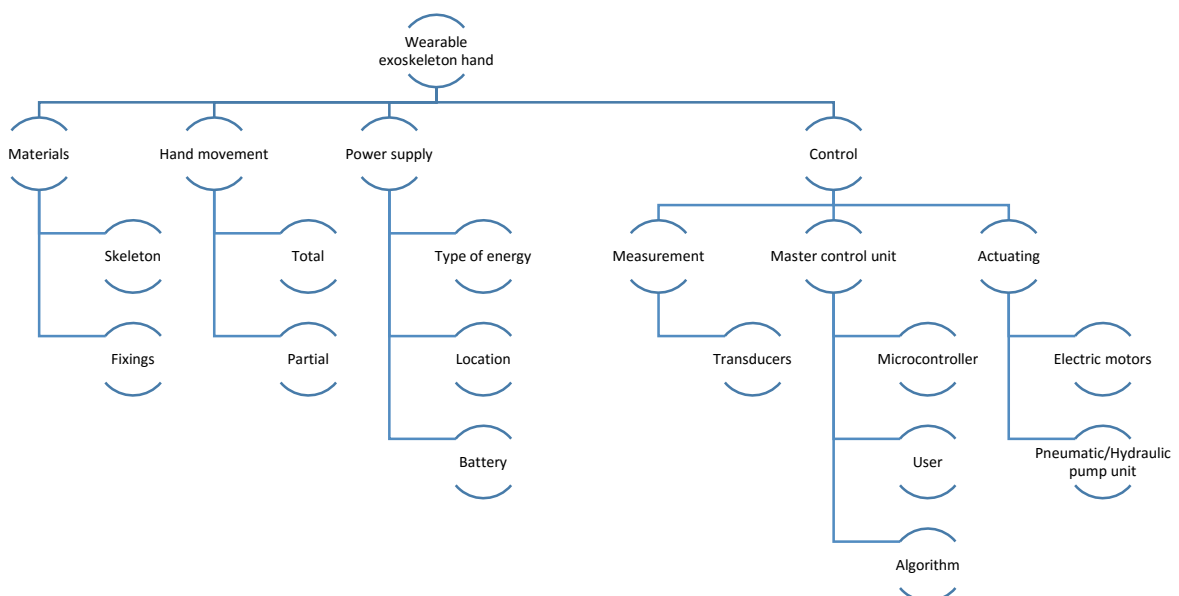 Wearable
exoskeleton hand
Materials
Hand movement
Power supply
Control
Skeleton
Total
Type of energy
Measurement
Master control unit
Actuating
Fixings
Partial
Location
Transducers
Microcontroller
Electric motors
Battery
User
Pneumatic/Hydraulic
pump unit
Algorithm